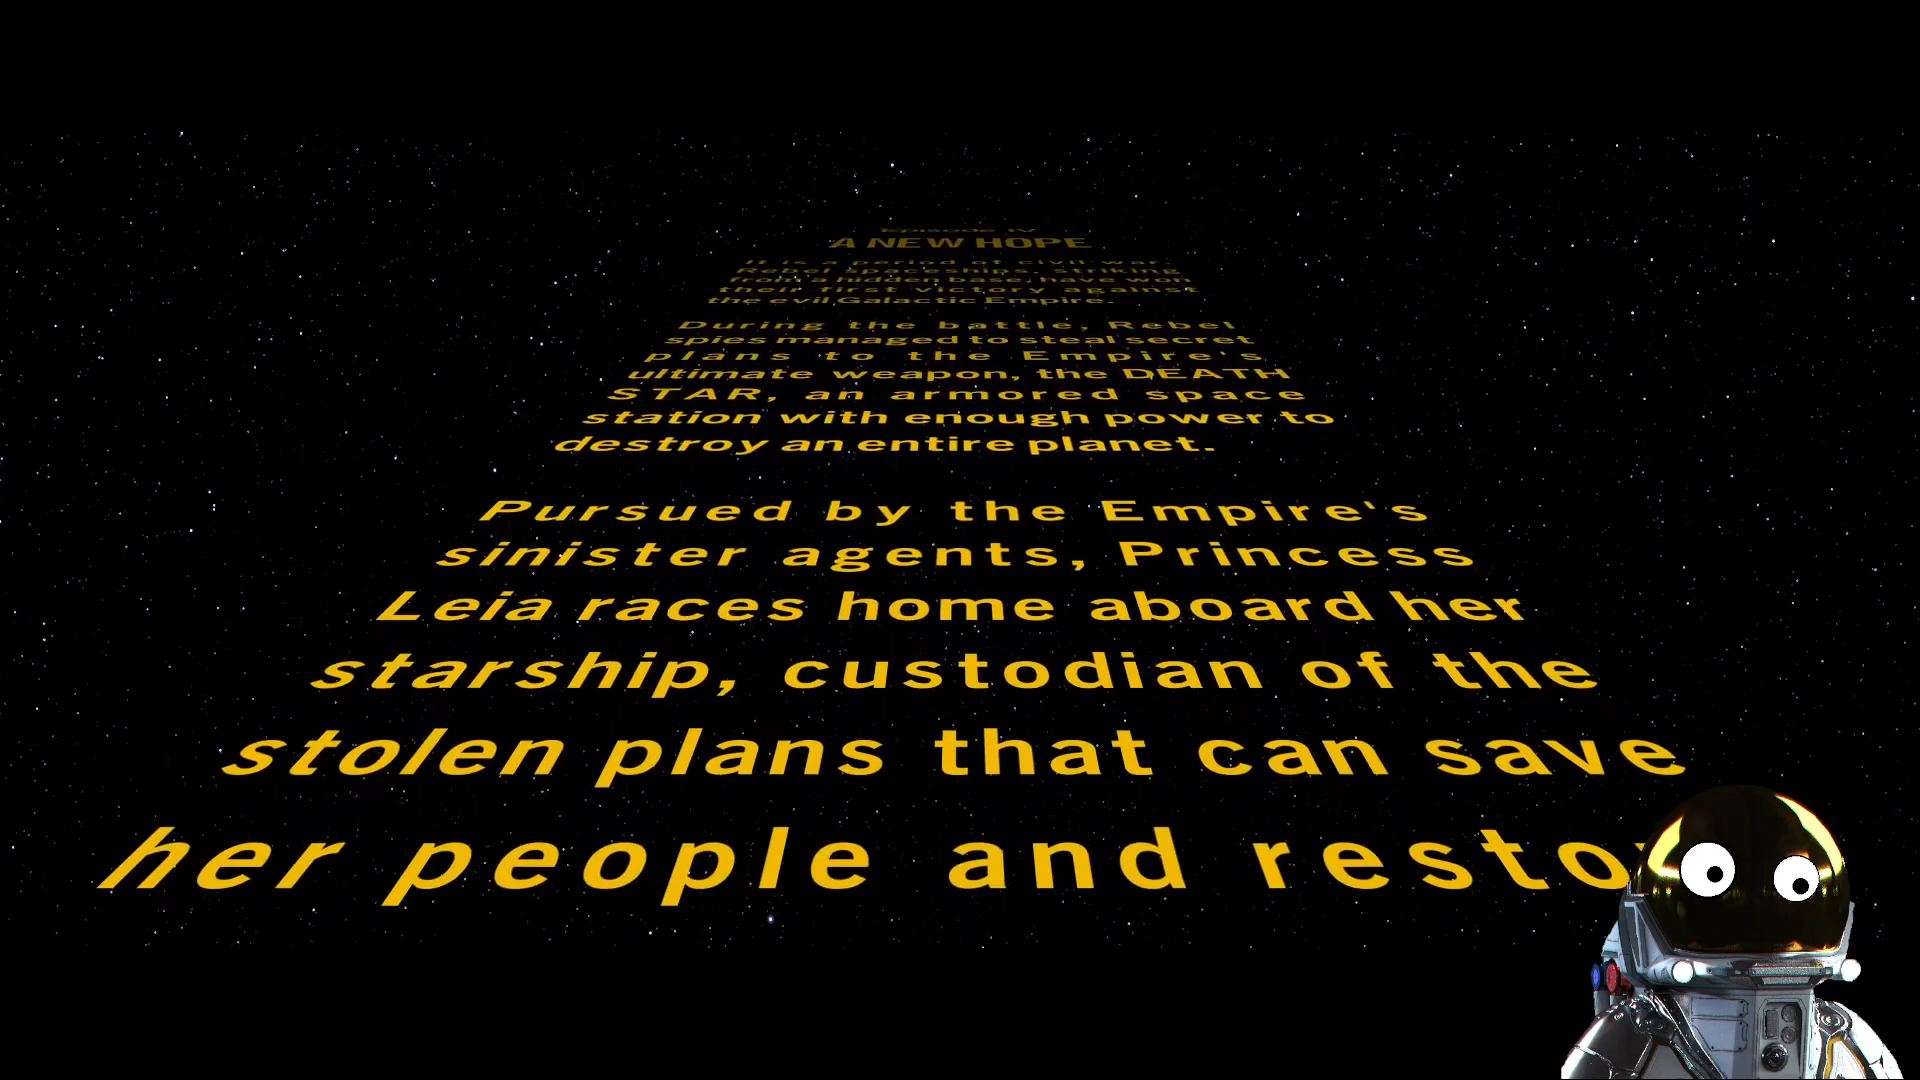 Episode IV
A NEW HOPE
It is a period of civil war.
Rebel spaceships, striking
from a hidden base, have won
their first victory against
the evil Galactic Empire.
During the battle, Rebel
spies managed to steal secret
plans to the Empire's
ultimate weapon, the DEATH
STAR, an armored space
station with enough power to
destroy an entire planet.
Pursued by the Empire's
sinister agents, Princess
Leia races home aboard her
starship, custodian of the
stolen plans that can save
her people and resto